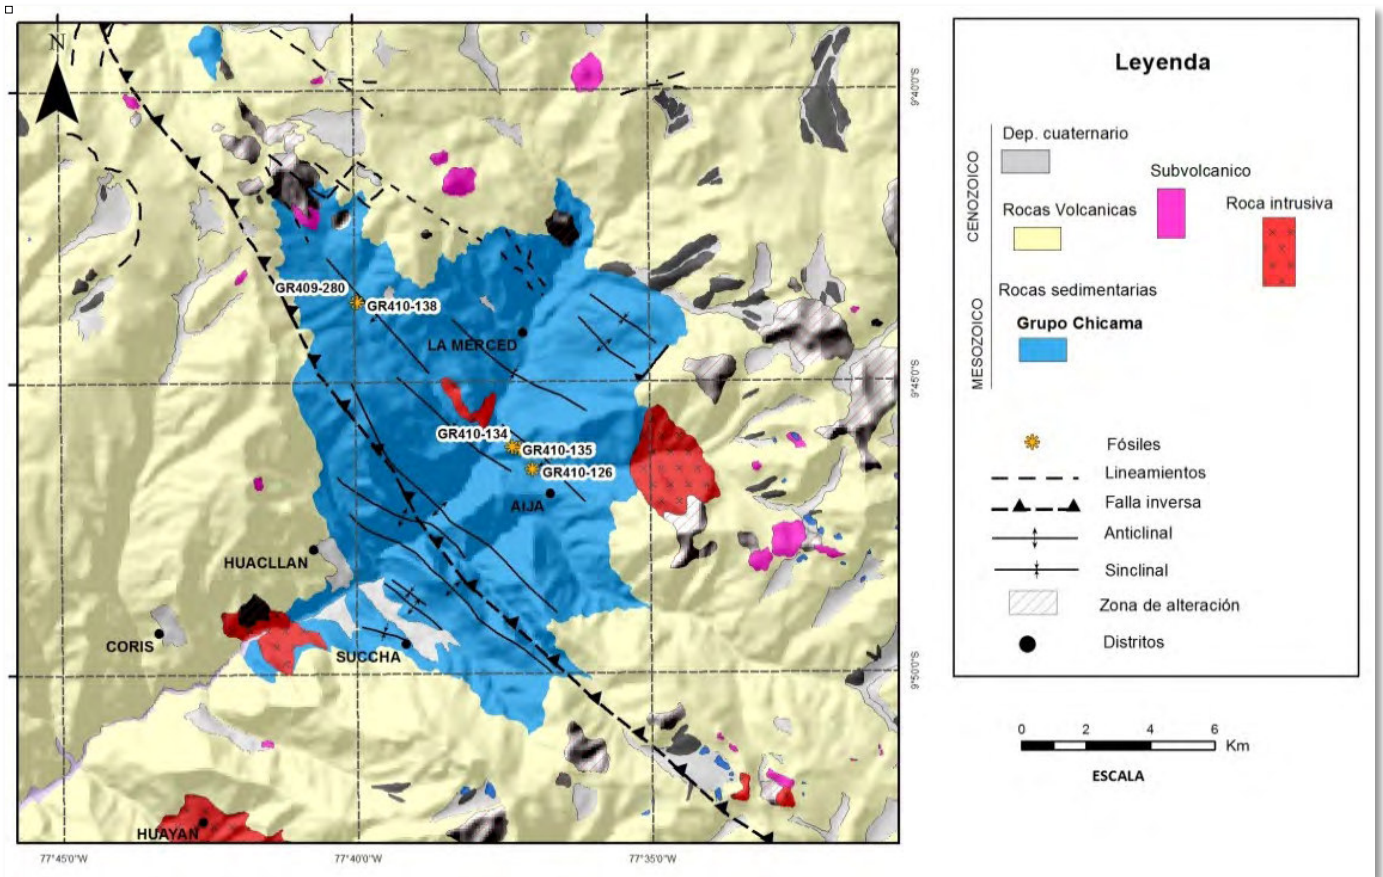 N
9°40'0"S
GR409-280
GR410-138
LA MERCED
9°45'0"S
GR410-134
GR410-135
GR410-126
AIJA
HUACLLAN
CORIS
SUCCHA
9°50'0"S
HUAYAN
77°45'0"W
77°40'0"W
77°35'0"W
Leyenda
CENOZOICO
Dep. cuaternario
Subvolcanico
Rocas Volcanicas
Roca intrusiva
MESOZOICO
Rocas sedimentarias
Grupo Chicama
Fósiles
Lineamientos
Falla inversa
Anticlinal
Sinclinal
Zona de alteración
Distritos
0 2 4 6
Km
ESCALA